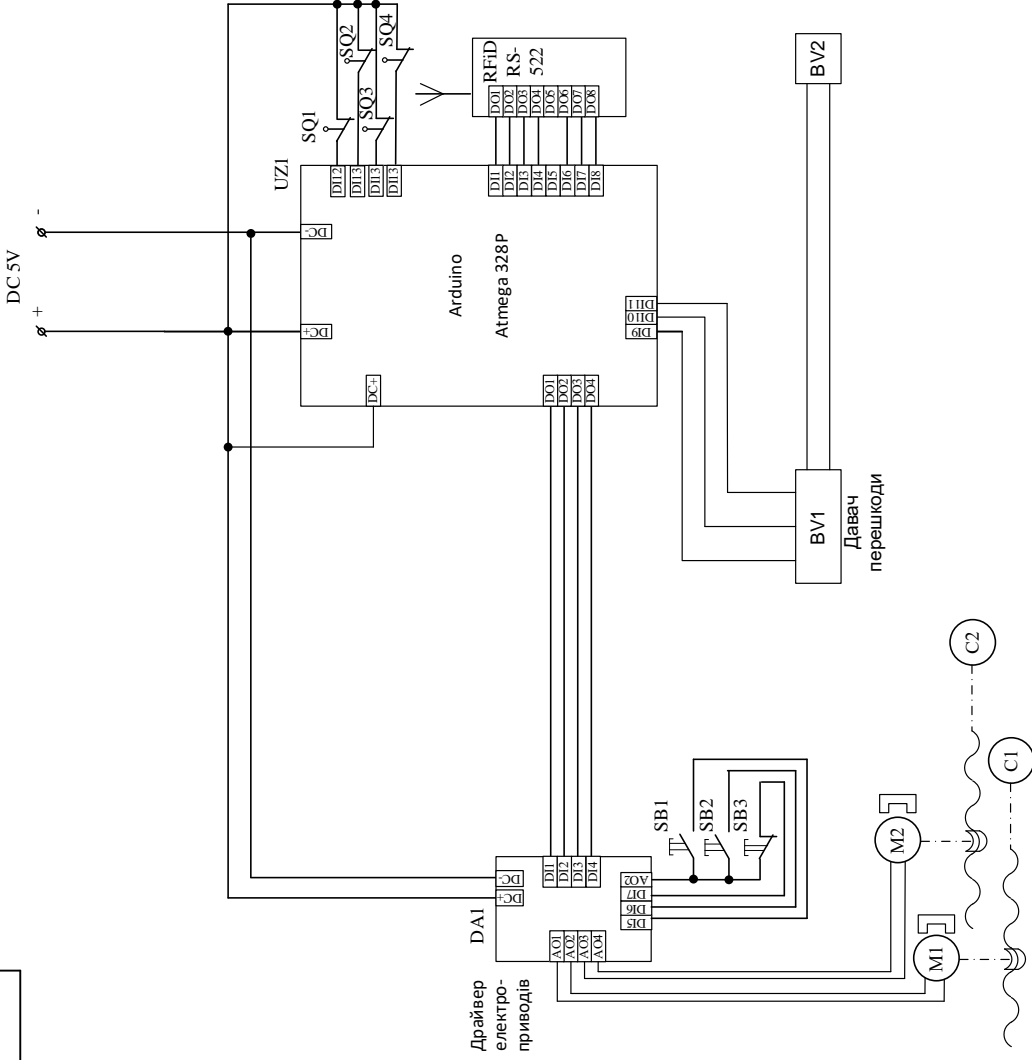 DC 5V
+
-
SQ1
SQ2
SQ3
SQ4
UZ1
DC+
DC-
DC+
DI12
DI13
DI13
DI13
Arduino
Atmega 328P
RFiD
RS-
522
DO1
DO2
DO3
DO4
DO5
DO6
DO7
DO8
DI1
DI2
DI3
DI4
DI5
DI6
DI7
DI8
DO1
DO2
DO3
DO4
DI9
DI10
DI11
BV1
Давач
перешкоди
BV2
DA1
Драйвер
електро-
приводів
DC+
DC-
DI1
DI2
DI3
DI4
AO1
AO2
AO3
AO4
DI5
DI6
DI7
AO2
SB1
SB2
SB3
M1
M2
C1
C2